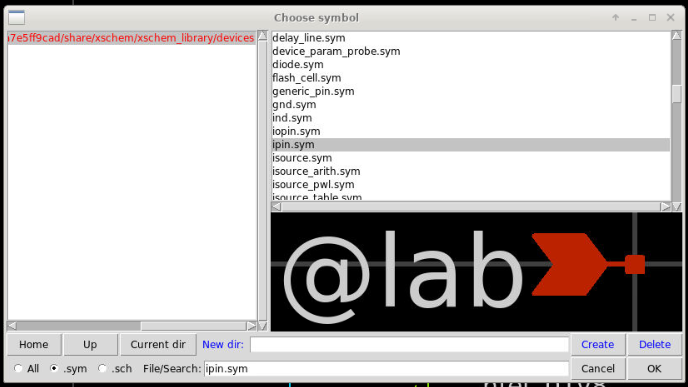 Choose symbol
a7e5ff9cad/share/xschem/xschem_library/devices
delay_line.sym
device_param_probe.sym
diode.sym
flash_cell.sym
generic_pin.sym
gnd.sym
ind.sym
iopin.sym
ipin.sym
isource.sym
isource_arith.sym
isource_pwl.sym
isource_table.sym
@lab
Home Up Current dir New dir: Create Delete
All .sym .sch File/Search: ipin.sym Cancel OK